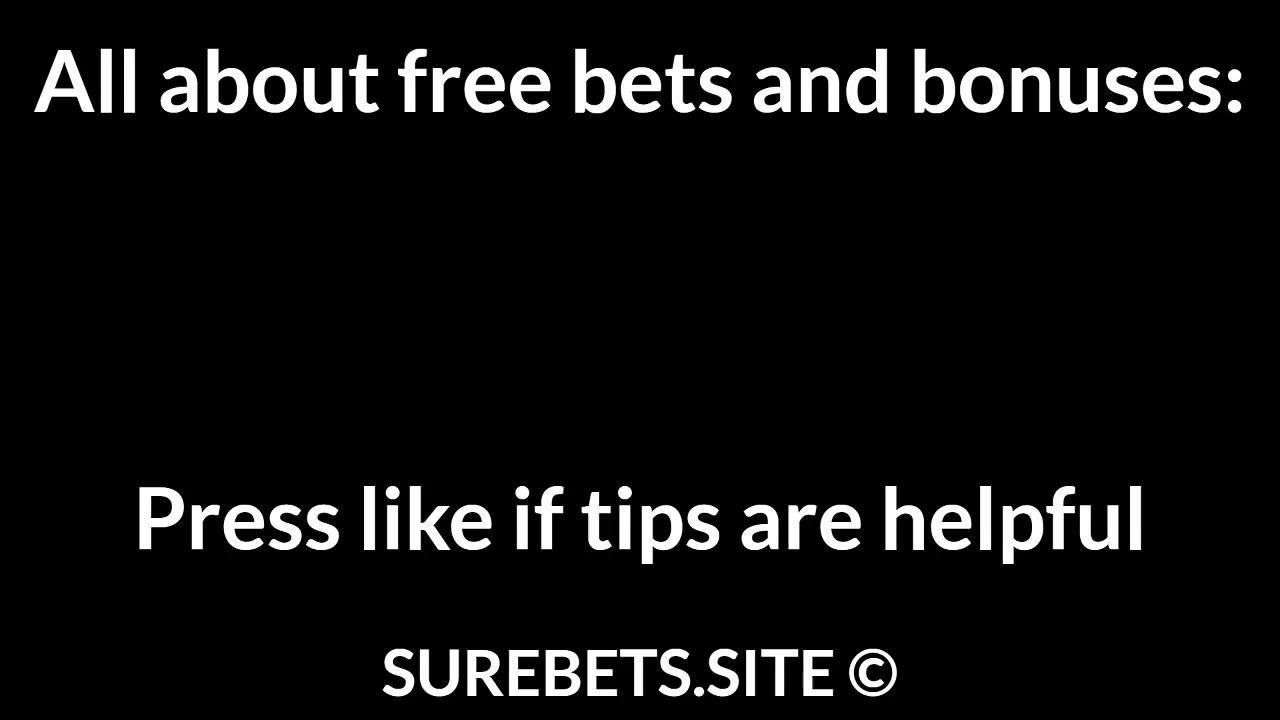 All about free bets and bonuses:
Press like if tips are helpful
SUREBETS.SITE ©